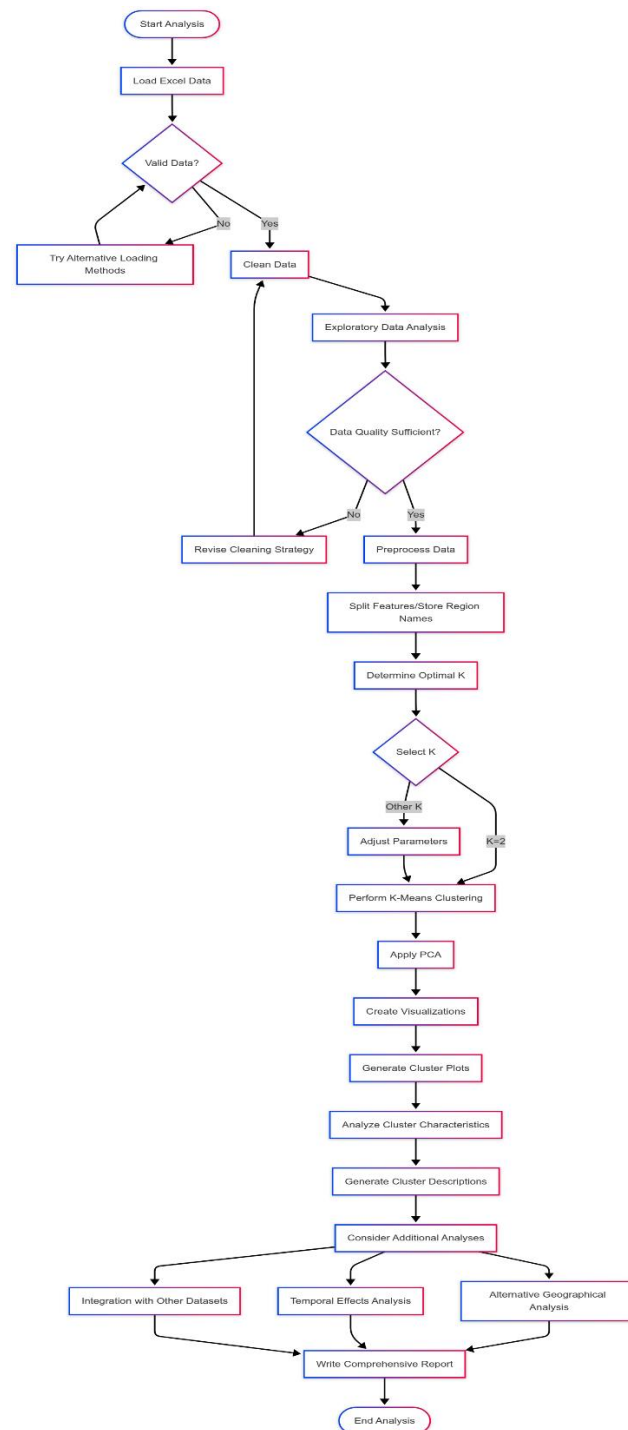 Start Analysis
Load Excel Data
Valid Data?
No
Yes
Try Alternative Loading
Methods
Clean Data
Exploratory Data Analysis
Data Quality Sufficient?
No
Yes
Revise Cleaning Strategy
Preprocess Data
Split Features/Store Region
Names
Determine Optimal K
Select K
Other K
Adjust Parameters
K=2
Perform K-Means Clustering
Apply PCA
Create Visualizations
Generate Cluster Plots
Analyze Cluster Characteristics
Generate Cluster Descriptions
Consider Additional Analyses
Integration with Other Datasets
Temporal Effects Analysis
Alternative Geographical
Analysis
Write Comprehensive Report
End Analysis